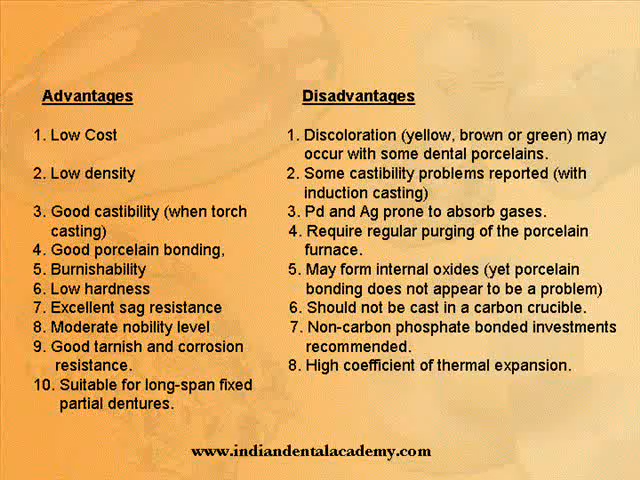 Advantages
1. Low Cost
2. Low density
3. Good castibility (when torch
casting)
4. Good porcelain bonding,
5. Burnishability
6. Low hardness
7. Excellent sag resistance
8. Moderate nobility level
9. Good tarnish and corrosion
resistance.
10. Suitable for long-span fixed
partial dentures.
Disadvantages
1. Discoloration (yellow, brown or green) may
occur with some dental porcelains.
2. Some castibility problems reported (with
induction casting)
3. Pd and Ag prone to absorb gases.
4. Require regular purging of the porcelain
furnace.
5. May form internal oxides (yet porcelain
bonding does not appear to be a problem)
6. Should not be cast in a carbon crucible.
7. Non-carbon phosphate bonded investments
recommended.
8. High coefficient of thermal expansion.
www.indiandentalacademy.com